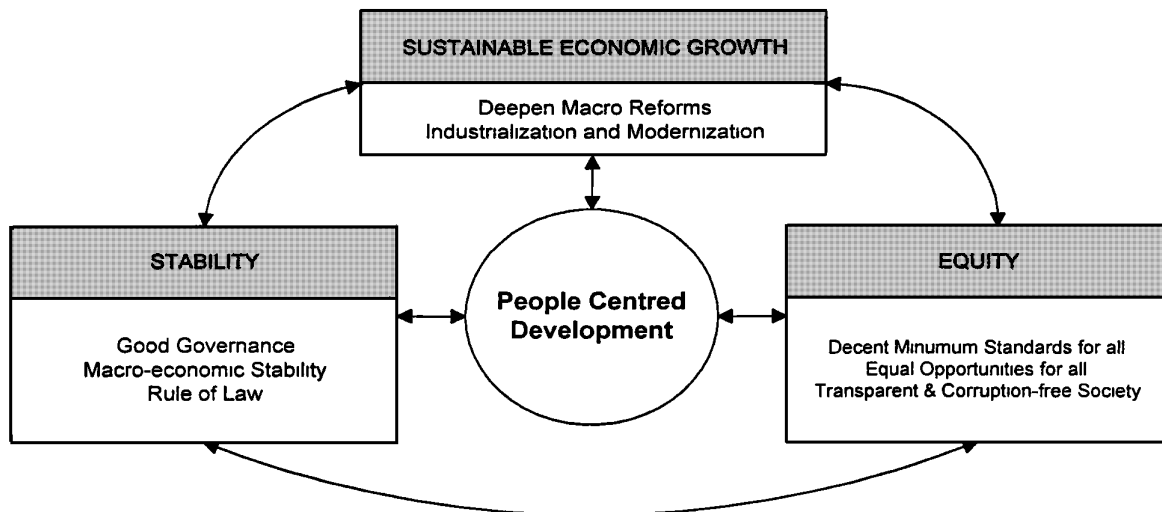 SUSTAINABLE ECONOMIC GROWTH
Deepen Macro Reforms
Industrialization and Modernization
STABILITY
Good Governance
Macro-economic Stability
Rule of Law
People Centred
Development
EQUITY
Decent Minimum Standards for all
Equal Opportunities for all
Transparent & Corruption-free Society